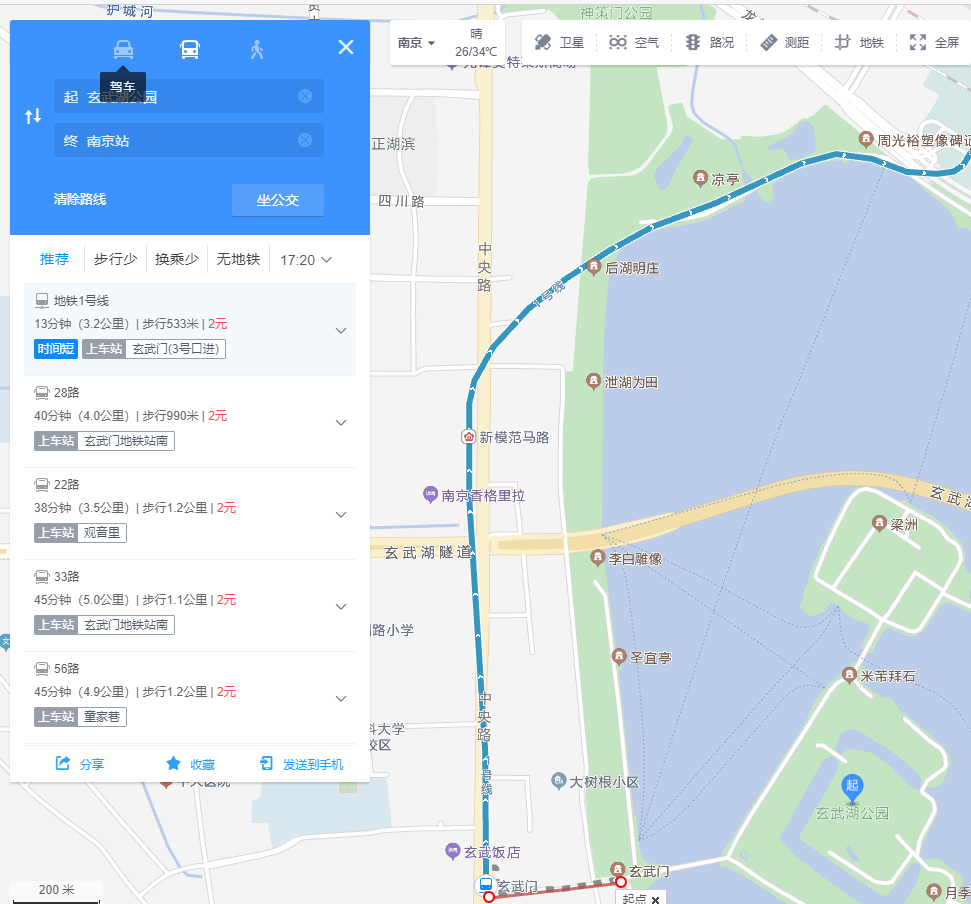 护城河
神策门公园
驾车
起 玄武湖公园
终 南京站
清除路线
坐公交
推荐
步行少
换乘少
无地铁
17:20
地铁1号线
13分钟（3.2公里）| 步行533米 | 2元
时间短 上车站 玄武门(3号口进)
28路
40分钟（4.0公里）| 步行990米 | 2元
上车站 玄武门地铁站南
22路
38分钟（3.5公里）| 步行1.2公里 | 2元
上车站 观音里
33路
45分钟（5.0公里）| 步行1.1公里 | 2元
上车站 玄武门地铁站南
56路
45分钟（4.9公里）| 步行1.2公里 | 2元
上车站 童家巷
分享
收藏
发送到手机
200 米
南京
晴
26/34℃
卫星
空气
路况
测距
地铁
全屏
正湖滨
四川路
中央路
周光裕塑像碑记
凉亭
后湖明庄
1号线
泄湖为田
新模范马路
南京香格里拉
玄武湖隧道
玄武湖
梁洲
李白雕像
路小学
圣宜亭
米芾拜石
中央路
科大学
校区
1号线
大树根小区
起
玄武湖公园
玄武饭店
玄武门
玄武门
起点
月季